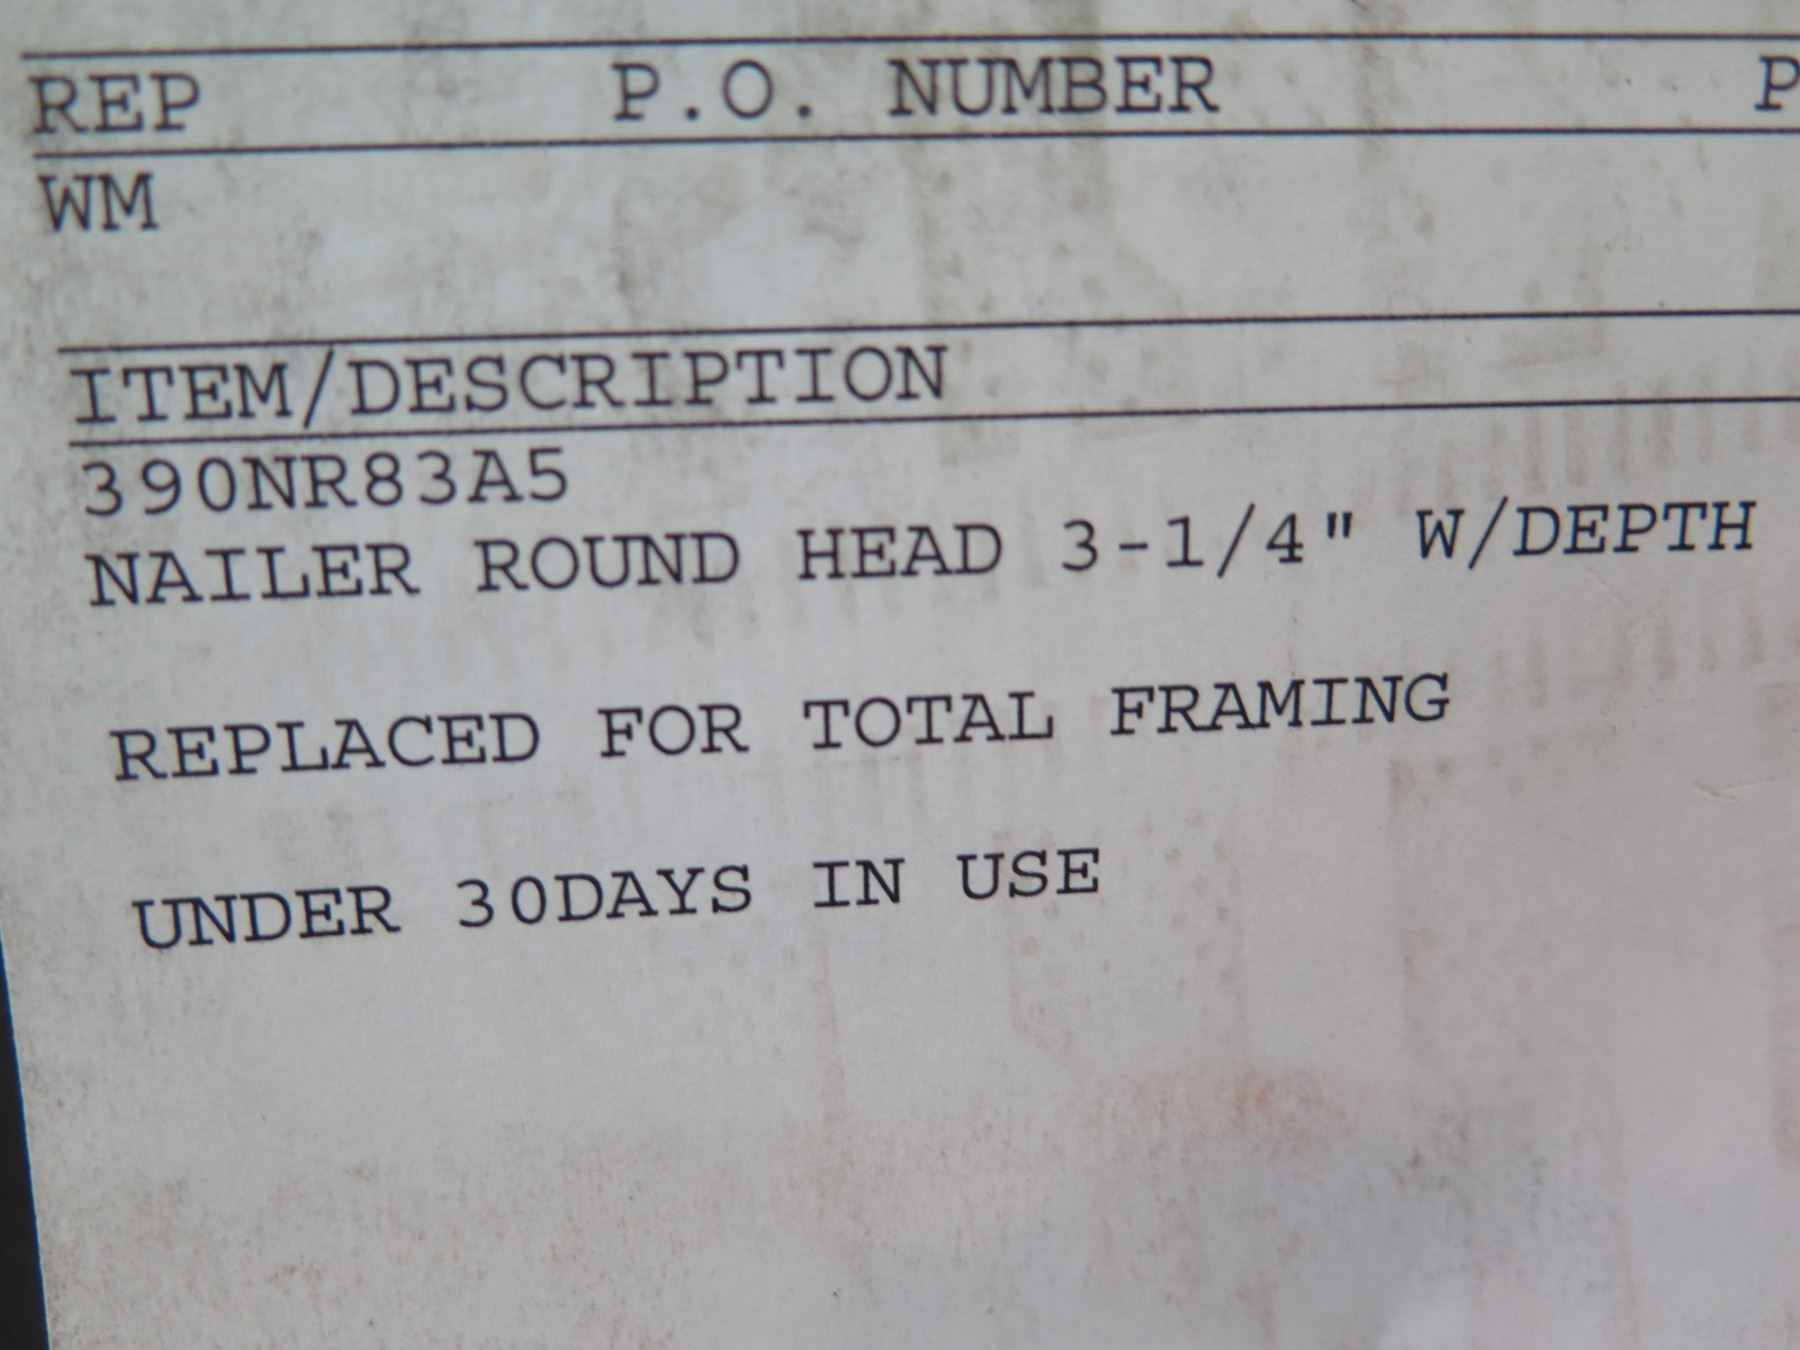 REP P.O. NUMBER P
WM
ITEM/DESCRIPTION
390NR83A5
NAILER ROUND HEAD 3-1/4" W/DEPTH
REPLACED FOR TOTAL FRAMING
UNDER 30DAYS IN USE